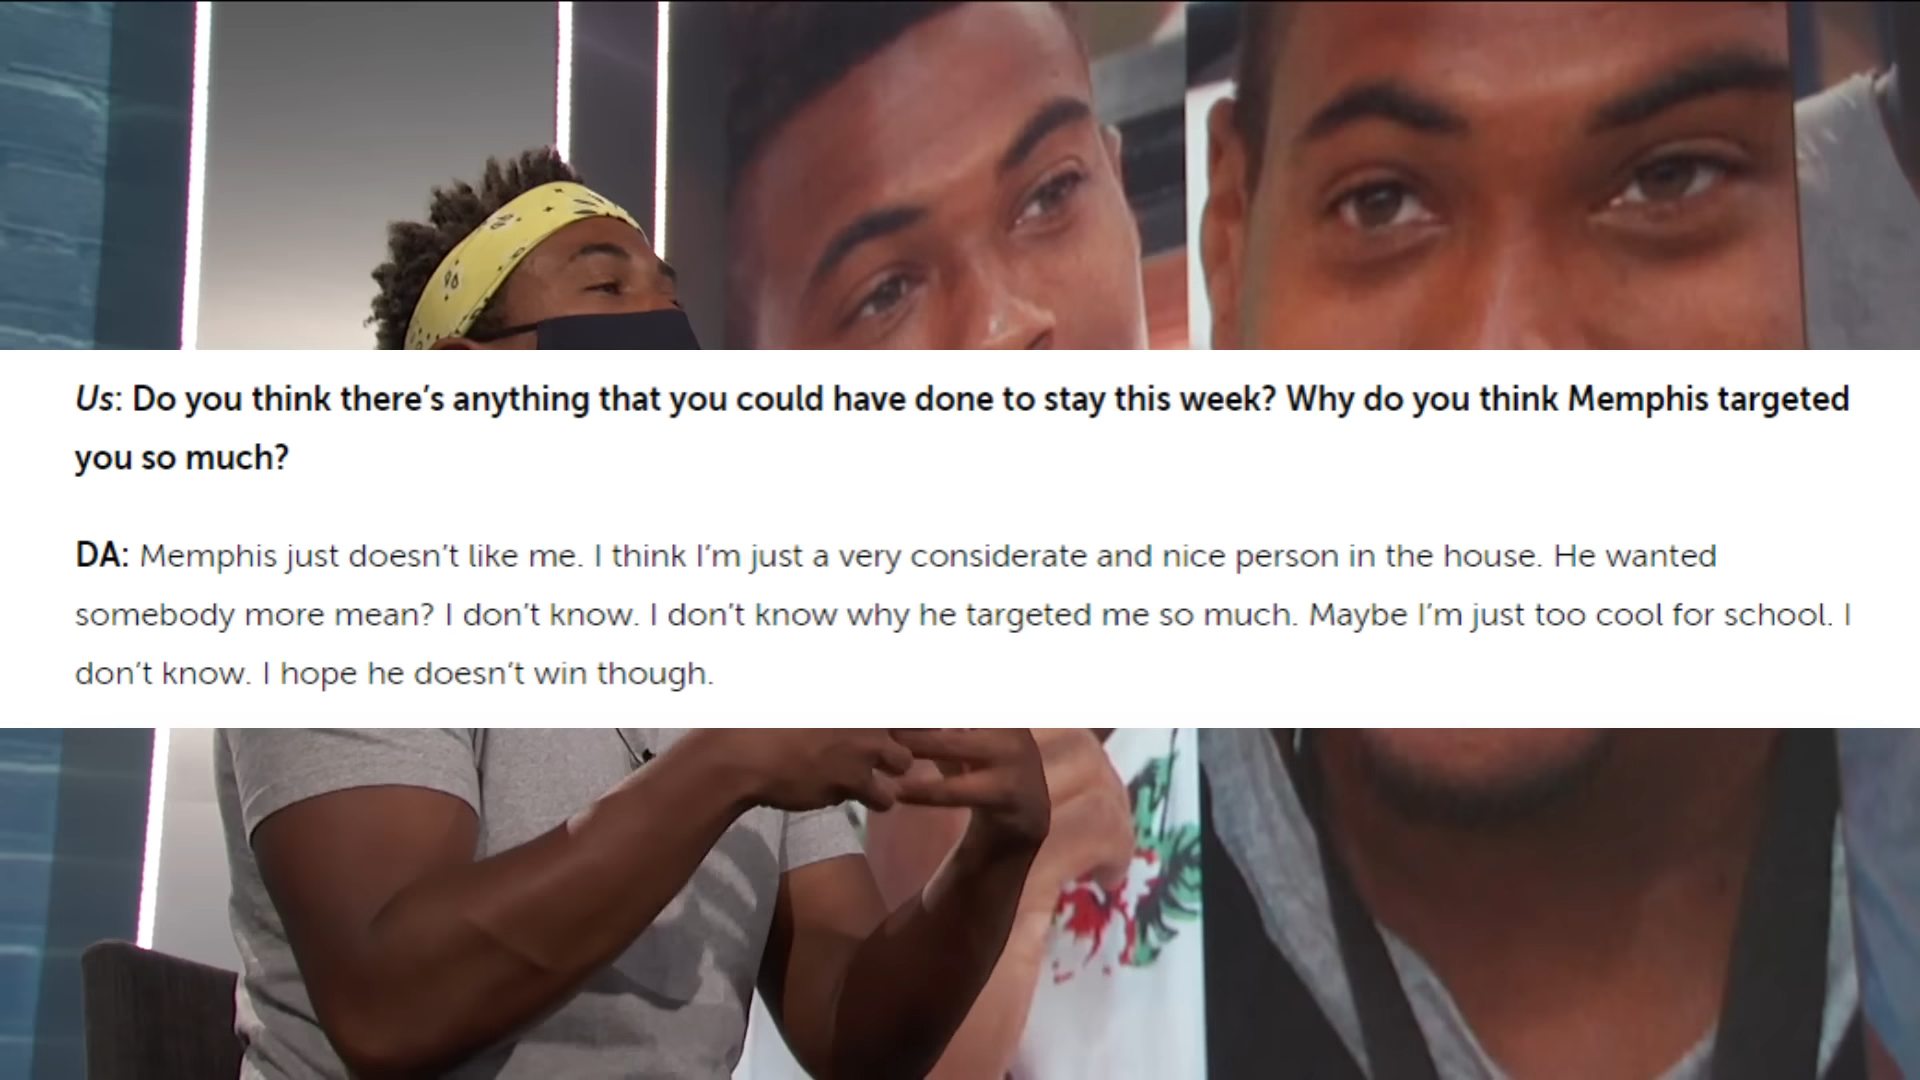 Us: Do you think there’s anything that you could have done to stay this week? Why do you think Memphis targeted
you so much?
DA: Memphis just doesn’t like me. I think I’m just a very considerate and nice person in the house. He wanted
somebody more mean? I don’t know. I don’t know why he targeted me so much. Maybe I’m just too cool for school. I
don’t know. I hope he doesn’t win though.